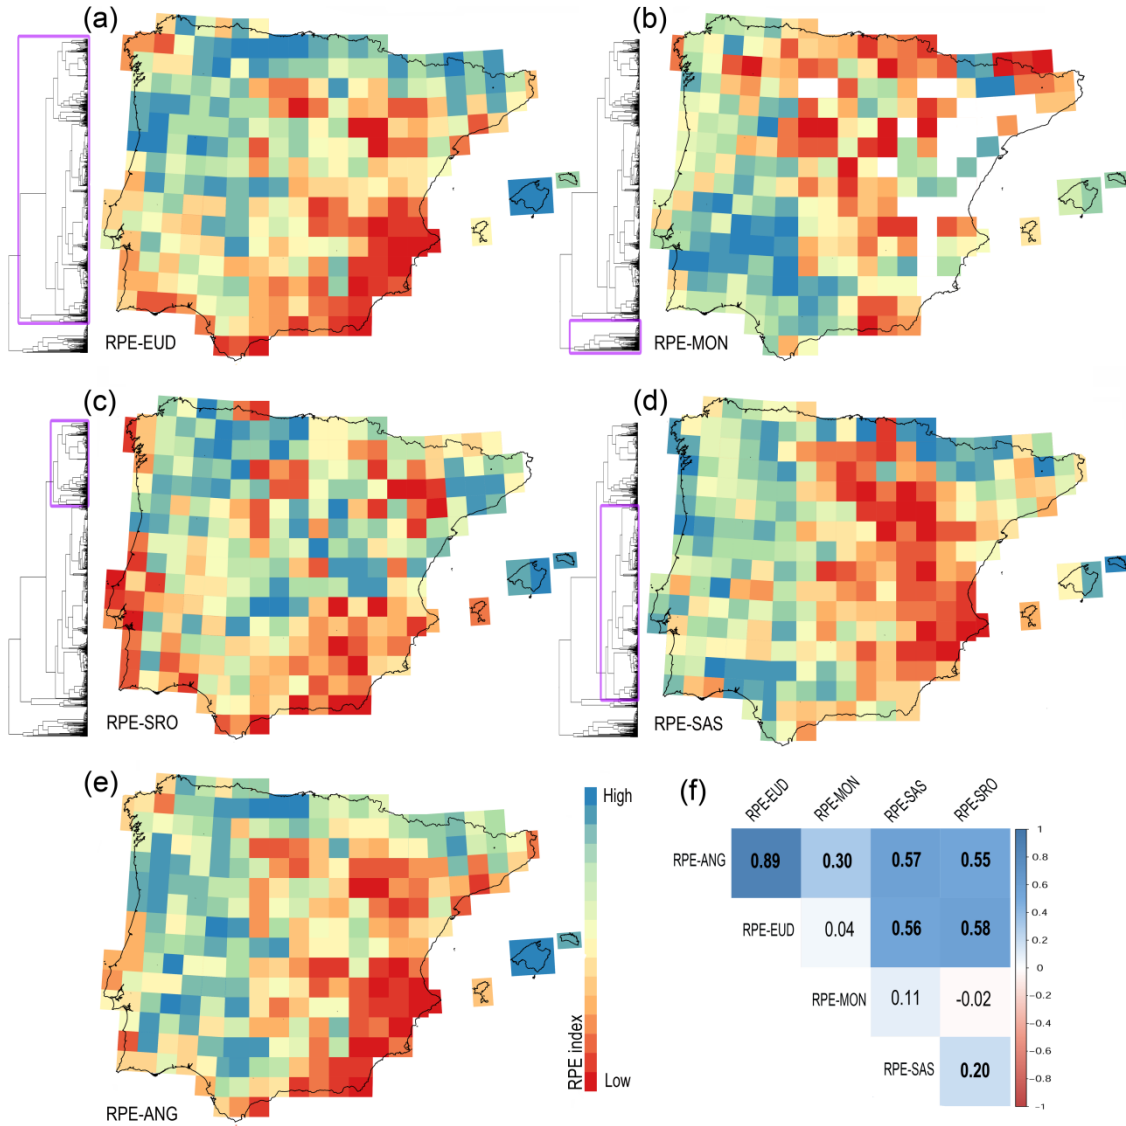 (a)
(b)
RPE-EUD
RPE-MON
(c)
(d)
RPE-SRO
RPE-SAS
(e)
RPE-ANG
High
RPE index
Low
(f)
RPE-EUD
RPE-MON
RPE-SAS
RPE-SRO
RPE-ANG
0.89
0.30
0.57
0.55
RPE-EUD
0.04
0.56
0.58
RPE-MON
0.11
-0.02
RPE-SAS
0.20
1
0.8
0.6
0.4
0.2
0
-0.2
-0.4
-0.6
-0.8
-1